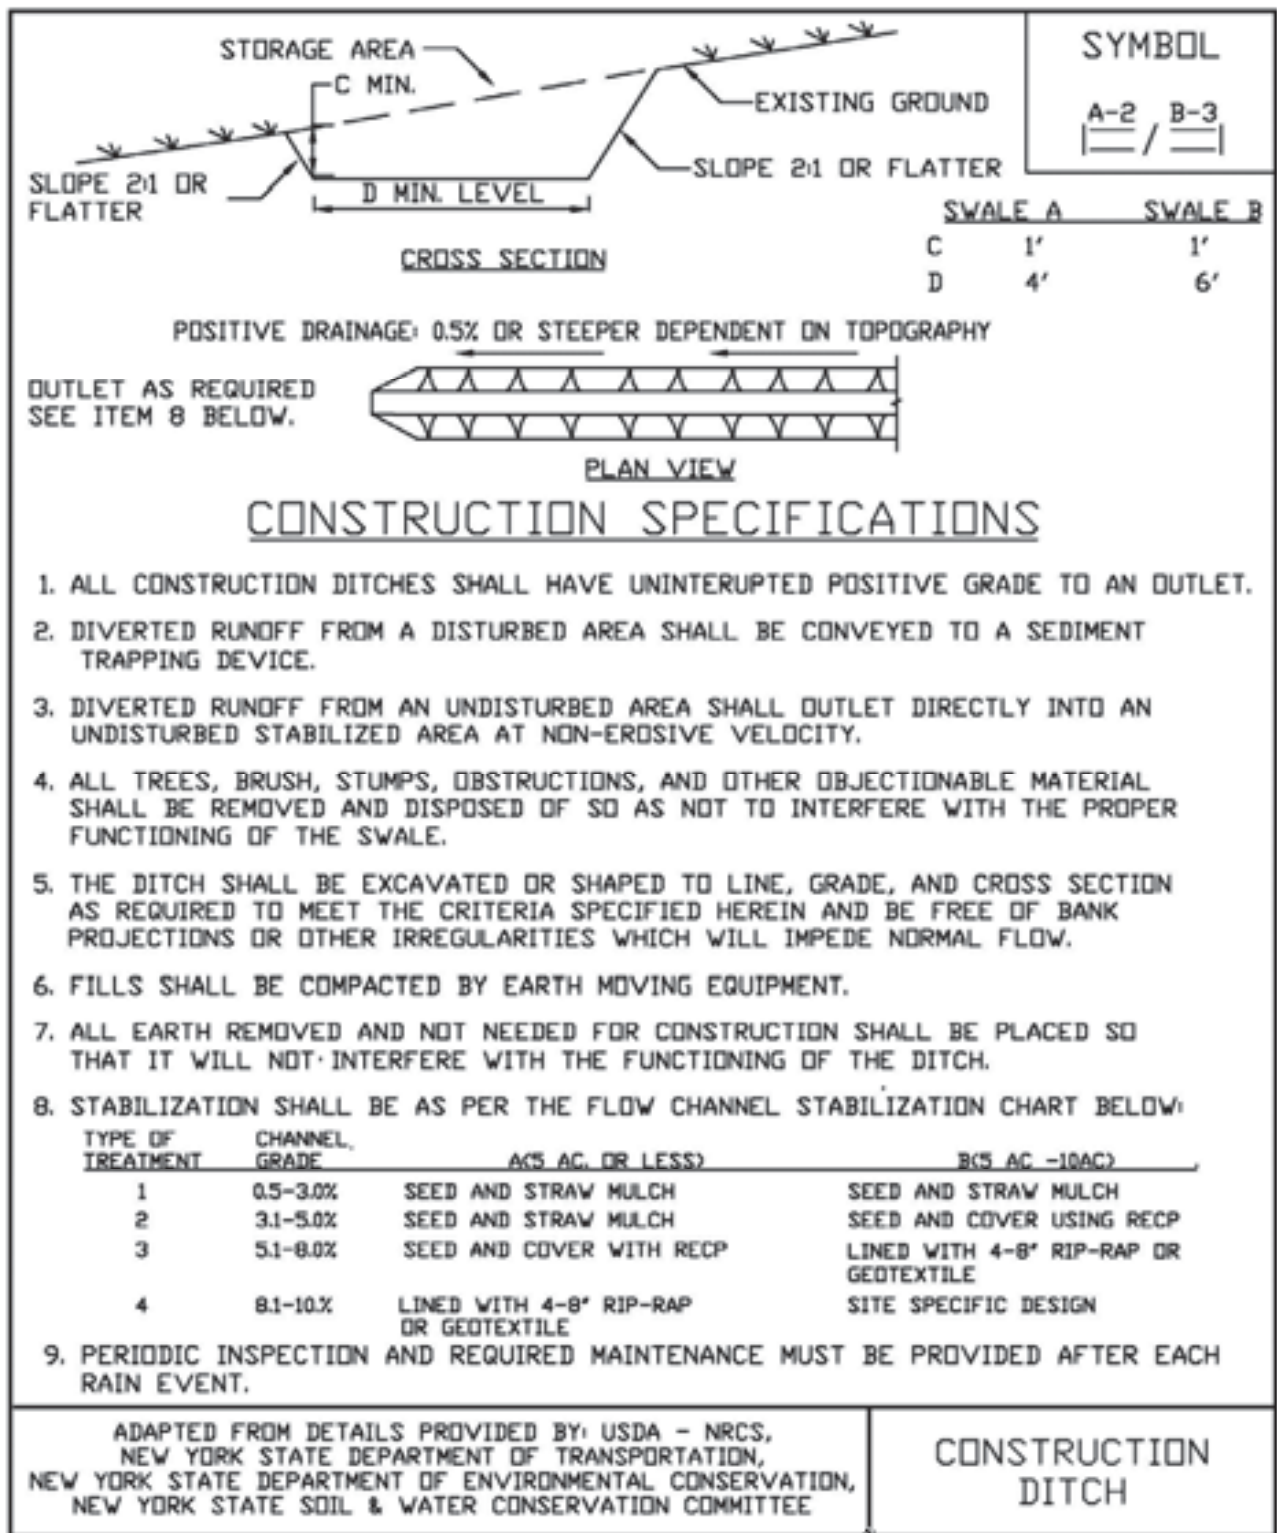 STORAGE AREA
C MIN.
EXISTING GROUND
SLOPE 2:1 OR
FLATTER
SLOPE 2:1 OR FLATTER
D MIN. LEVEL
CROSS SECTION
SYMBOL
A-2 / B-3
SWALE A SWALE B
C 1' 1'
D 4' 6'
POSITIVE DRAINAGE: 0.5% OR STEEPER DEPENDENT ON TOPOGRAPHY
OUTLET AS REQUIRED
SEE ITEM 8 BELOW.
PLAN VIEW
CONSTRUCTION SPECIFICATIONS
1. ALL CONSTRUCTION DITCHES SHALL HAVE UNINTERUPTED POSITIVE GRADE TO AN OUTLET.
2. DIVERTED RUNOFF FROM A DISTURBED AREA SHALL BE CONVEYED TO A SEDIMENT
TRAPPING DEVICE.
3. DIVERTED RUNOFF FROM AN UNDISTURBED AREA SHALL OUTLET DIRECTLY INTO AN
UNDISTURBED STABILIZED AREA AT NON-EROSIVE VELOCITY.
4. ALL TREES, BRUSH, STUMPS, OBSTRUCTIONS, AND OTHER OBJECTIONABLE MATERIAL
SHALL BE REMOVED AND DISPOSED OF SO AS NOT TO INTERFERE WITH THE PROPER
FUNCTIONING OF THE SWALE.
5. THE DITCH SHALL BE EXCAVATED OR SHAPED TO LINE, GRADE, AND CROSS SECTION
AS REQUIRED TO MEET THE CRITERIA SPECIFIED HEREIN AND BE FREE OF BANK
PROJECTIONS OR OTHER IRREGULARITIES WHICH WILL IMPEDE NORMAL FLOW.
6. FILLS SHALL BE COMPACTED BY EARTH MOVING EQUIPMENT.
7. ALL EARTH REMOVED AND NOT NEEDED FOR CONSTRUCTION SHALL BE PLACED SO
THAT IT WILL NOT INTERFERE WITH THE FUNCTIONING OF THE DITCH.
8. STABILIZATION SHALL BE AS PER THE FLOW CHANNEL STABILIZATION CHART BELOW:
TYPE OF CHANNEL
TREATMENT GRADE A(5 AC. OR LESS) B(5 AC -10AC)
1 0.5-3.0% SEED AND STRAW MULCH SEED AND STRAW MULCH
2 3.1-5.0% SEED AND STRAW MULCH SEED AND COVER USING RECP
3 5.1-8.0% SEED AND COVER WITH RECP LINED WITH 4-8" RIP-RAP OR
GEOTEXTILE
4 8.1-10.% LINED WITH 4-8" RIP-RAP SITE SPECIFIC DESIGN
OR GEOTEXTILE
9. PERIODIC INSPECTION AND REQUIRED MAINTENANCE MUST BE PROVIDED AFTER EACH
RAIN EVENT.
ADAPTED FROM DETAILS PROVIDED BY: USDA - NRCS,
NEW YORK STATE DEPARTMENT OF TRANSPORTATION,
NEW YORK STATE DEPARTMENT OF ENVIRONMENTAL CONSERVATION,
NEW YORK STATE SOIL & WATER CONSERVATION COMMITTEE
CONSTRUCTION
DITCH